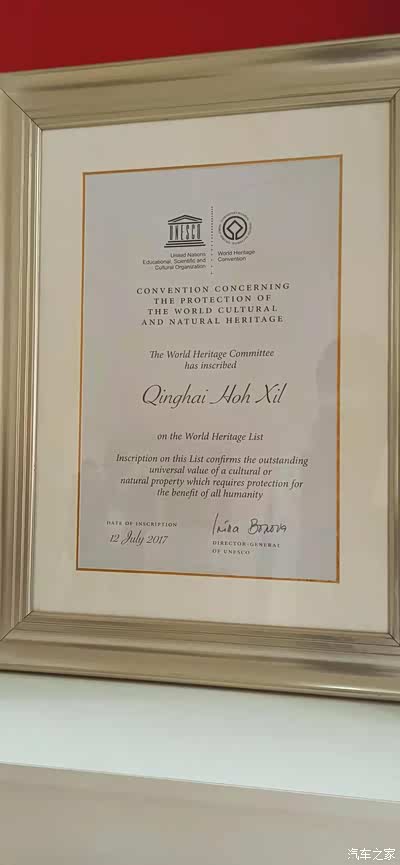 UNESCO
United Nations
Educational, Scientific and
Cultural Organization
World Heritage
Convention
CONVENTION CONCERNING
THE PROTECTION OF
THE WORLD CULTURAL
AND NATURAL HERITAGE
The World Heritage Committee
has inscribed
Qinghai Hoh Xil
on the World Heritage List
Inscription on this List confirms the outstanding
universal value of a cultural or
natural property which requires protection for
the benefit of all humanity
DATE OF INSCRIPTION
12 July 2017
Irina Bokova
DIRECTOR-GENERAL
OF UNESCO
汽车之家